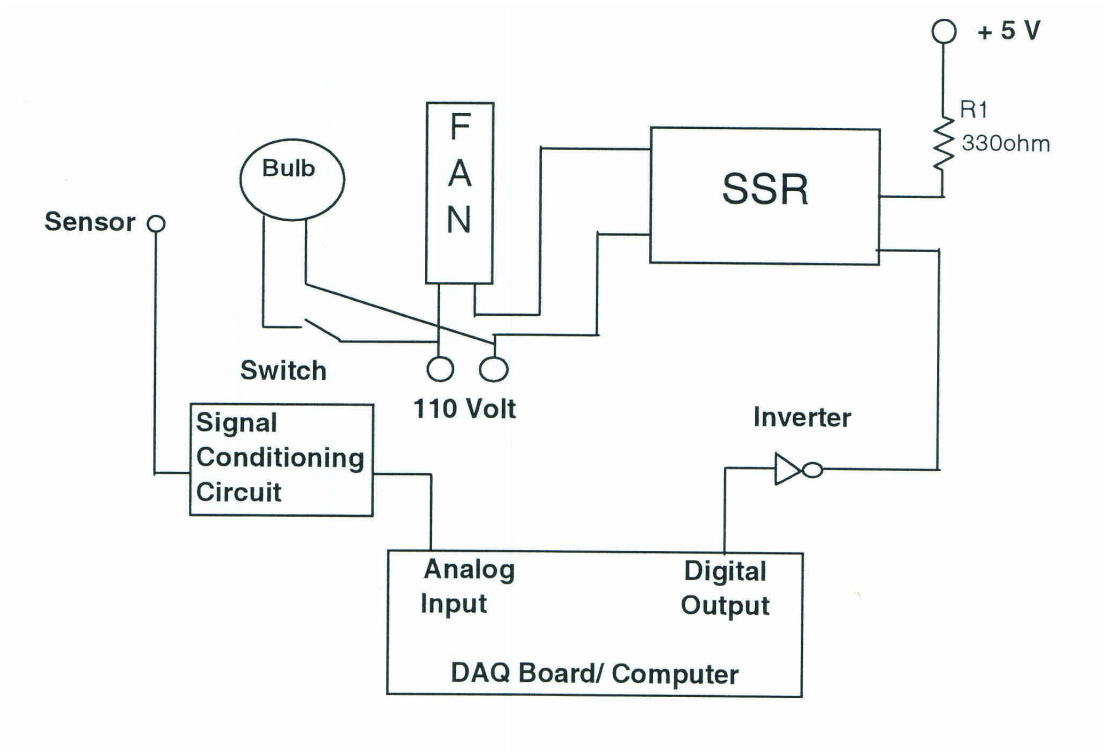 + 5 V
R1
330ohm
F
A
N
Bulb
SSR
Sensor
Switch
110 Volt
Inverter
Signal
Conditioning
Circuit
Analog
Input
Digital
Output
DAQ Board/ Computer